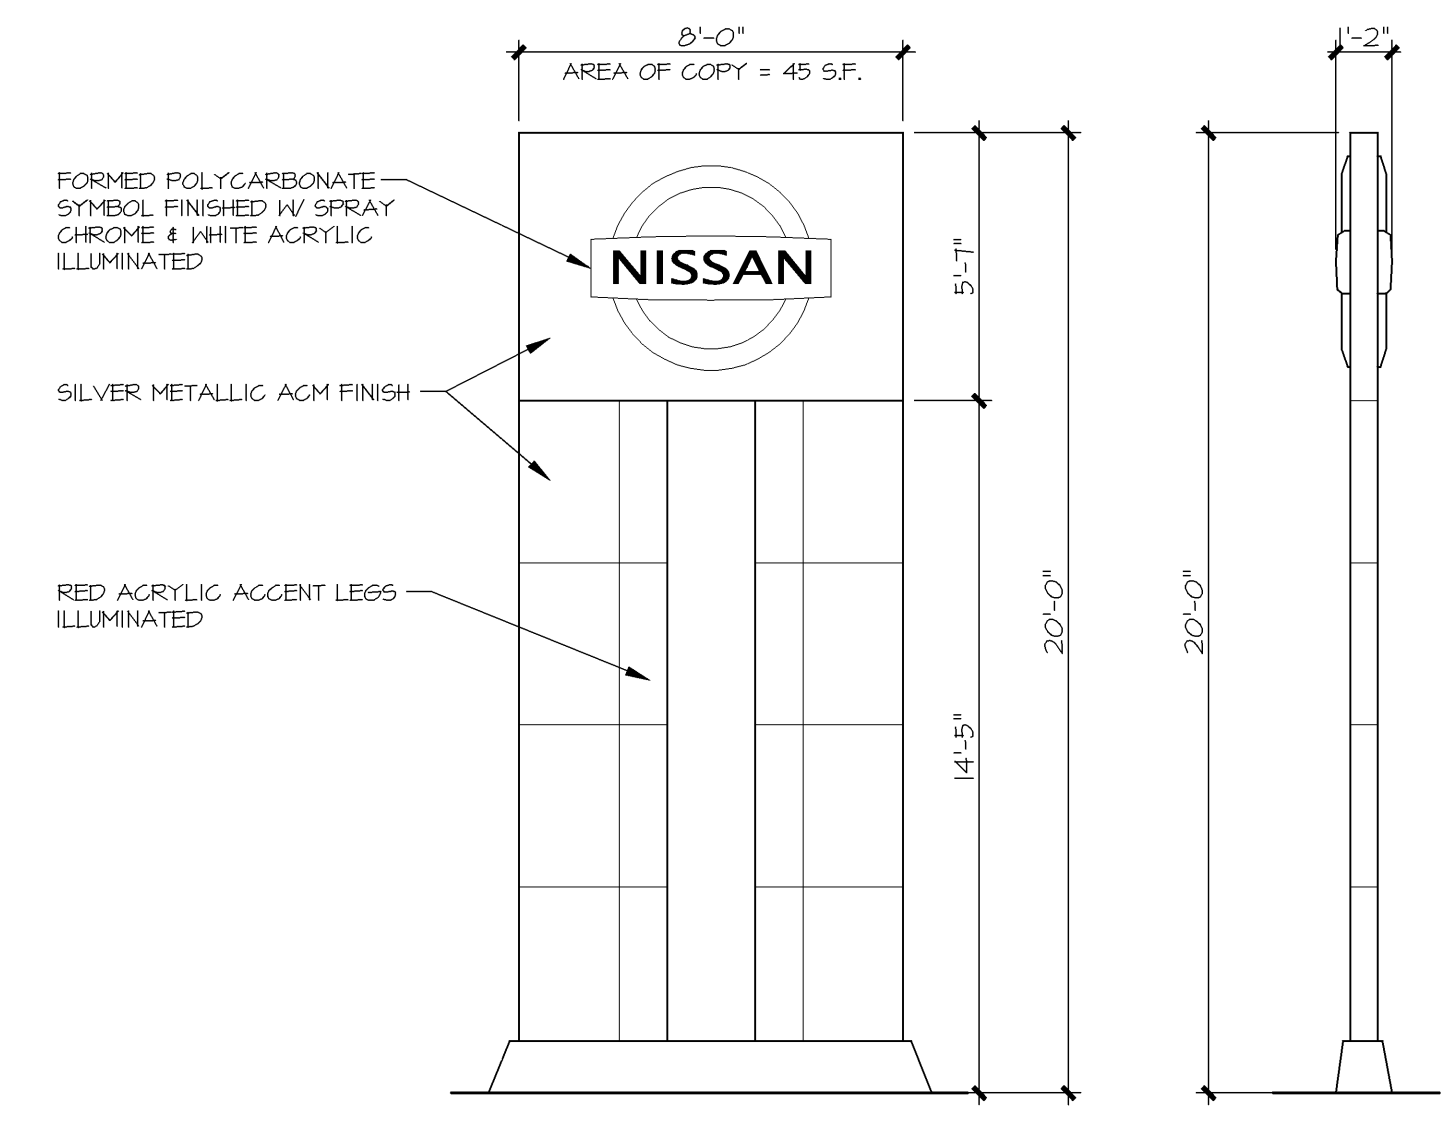 8'-0"
AREA OF COPY = 45 S.F.
1'-2"
FORMED POLYCARBONATE
SYMBOL FINISHED W/ SPRAY
CHROME & WHITE ACRYLIC
ILLUMINATED
NISSAN
5'-7"
SILVER METALLIC ACM FINISH
RED ACRYLIC ACCENT LEGS
ILLUMINATED
20'-0"
20'-0"
14'-5"